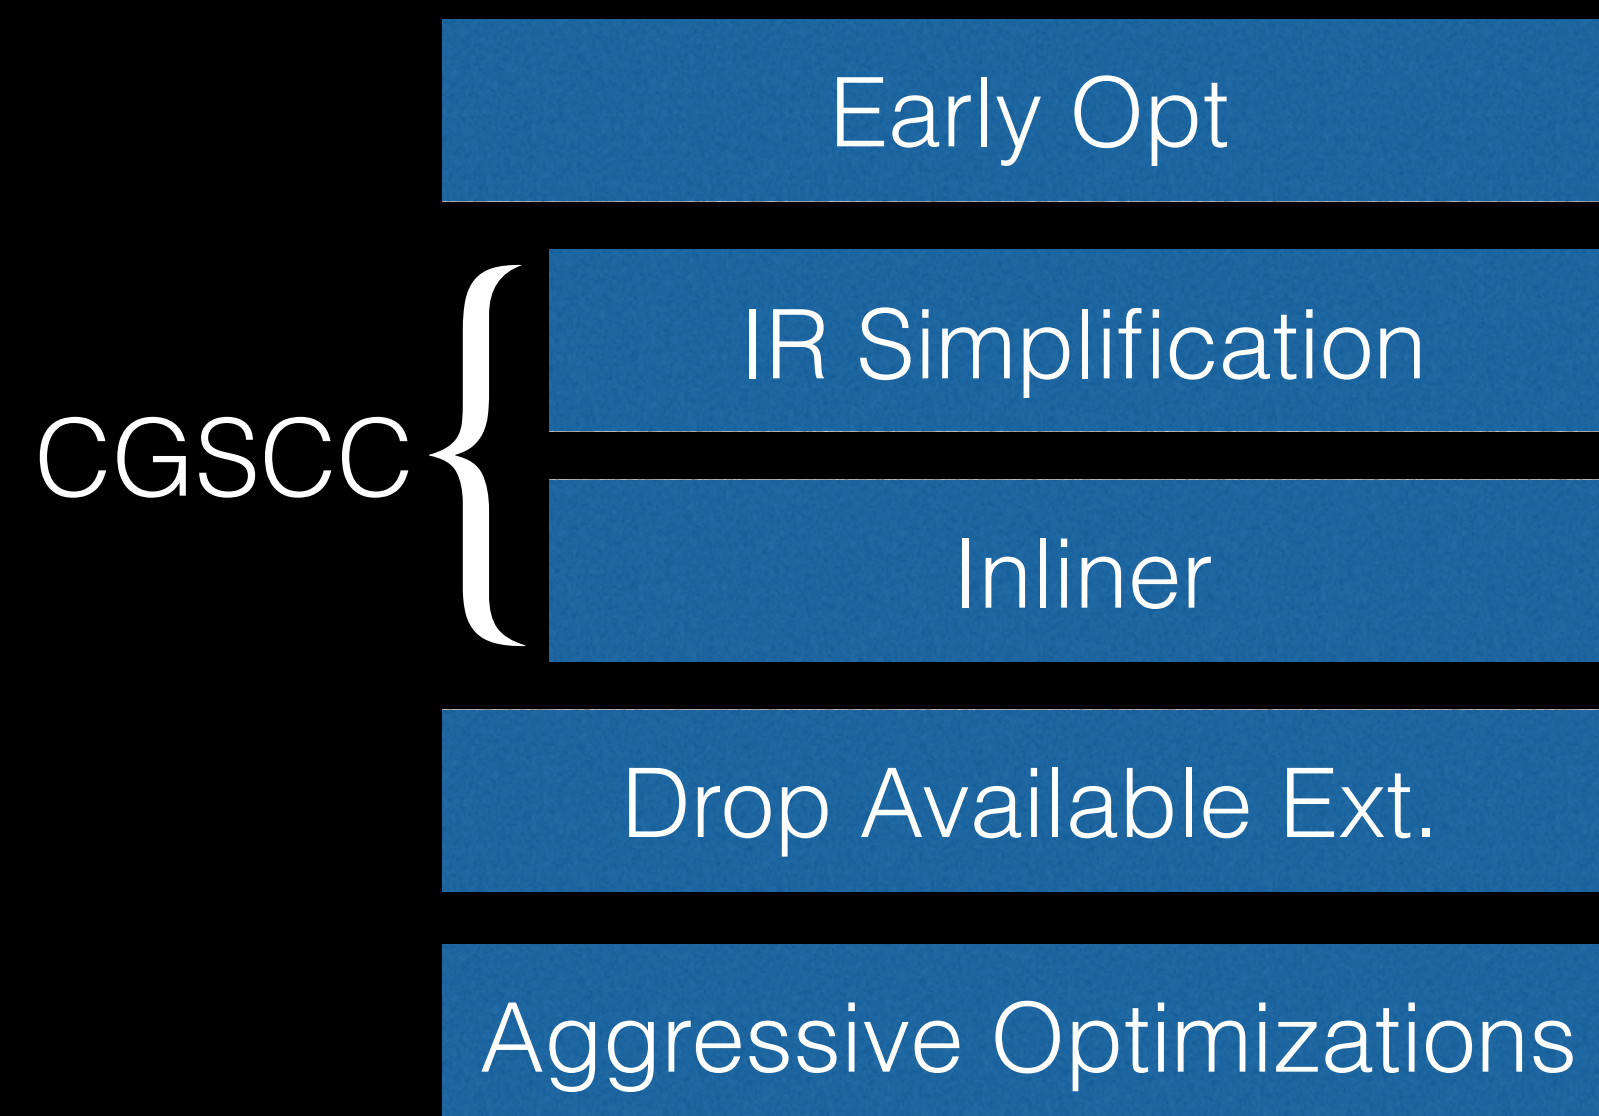 Early Opt
IR Simplification
CGSCC
Inliner
Drop Available Ext.
Aggressive Optimizations